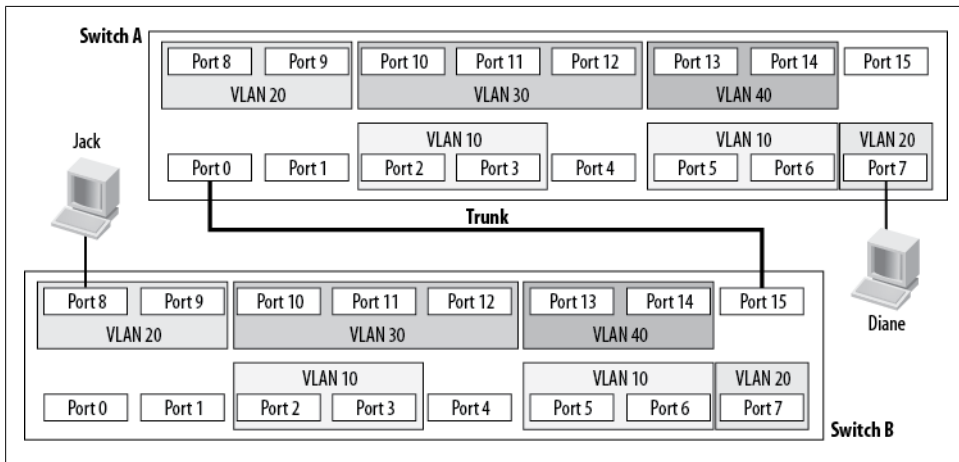 Switch A
Port 8 Port 9 Port 10 Port 11 Port 12 Port 13 Port 14 Port 15
VLAN 20 VLAN 30 VLAN 40
Jack
VLAN 10 VLAN 10 VLAN 20
Port 0 Port 1 Port 2 Port 3 Port 4 Port 5 Port 6 Port 7
Trunk
Port 8 Port 9 Port 10 Port 11 Port 12 Port 13 Port 14 Port 15
Diane
VLAN 20 VLAN 30 VLAN 40
VLAN 10 VLAN 10 VLAN 20
Port 0 Port 1 Port 2 Port 3 Port 4 Port 5 Port 6 Port 7
Switch B